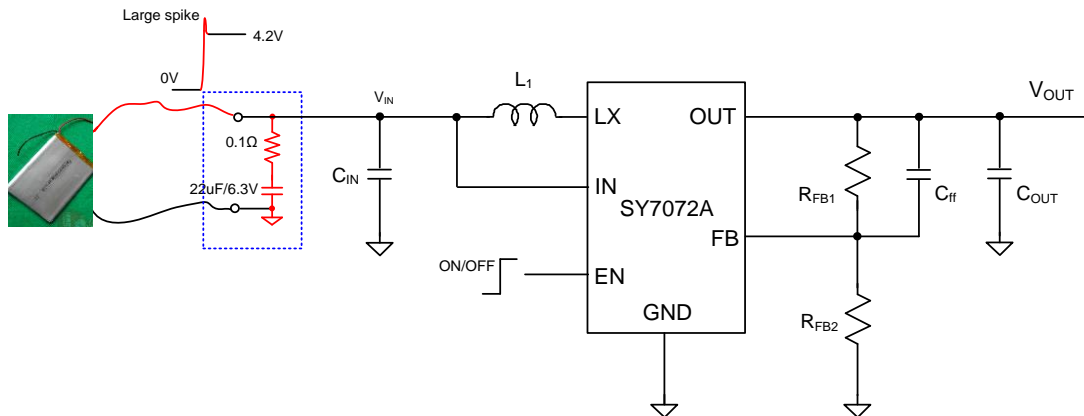 Large spike
4.2V
0V
0.1Ω
22uF/6.3V
VIN
CIN
L1
LX
OUT
IN
SY7072A
FB
ON/OFF
EN
GND
RFB1
Cff
COUT
RFB2
VOUT